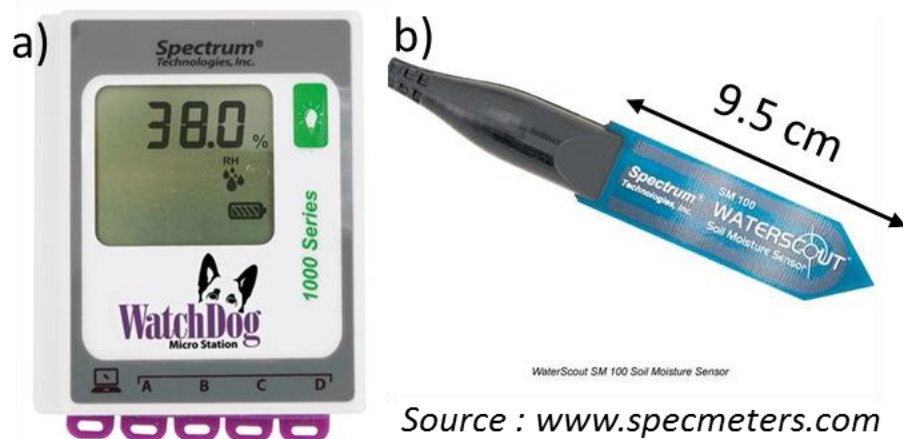 a)
Spectrum®
Technologies, Inc.
38.0 %
RH
1000 Series
WatchDog
Micro Station
A B C D
b)
9.5 cm
Spectrum®
Technologies, Inc.
SM 100
WATERSCOUT
Soil Moisture Sensor
WaterScout SM 100 Soil Moisture Sensor
Source : www.specmeters.com